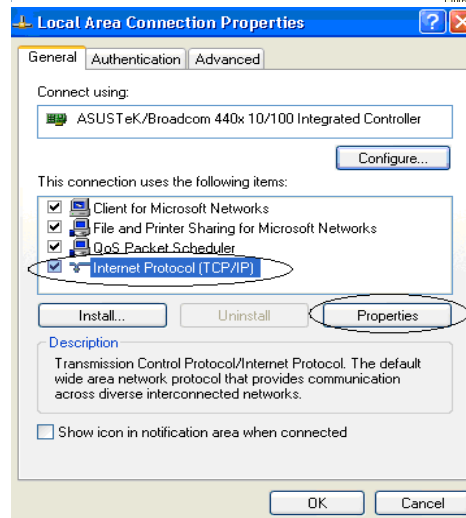 Local Area Connection Properties
General Authentication Advanced
Connect using:
ASUSTeK/Broadcom 440x 10/100 Integrated Controller
Configure...
This connection uses the following items:
Client for Microsoft Networks
File and Printer Sharing for Microsoft Networks
QoS Packet Scheduler
Internet Protocol (TCP/IP)
Install... Uninstall Properties
Description
Transmission Control Protocol/Internet Protocol. The default
wide area network protocol that provides communication
across diverse interconnected networks.
Show icon in notification area when connected
OK Cancel